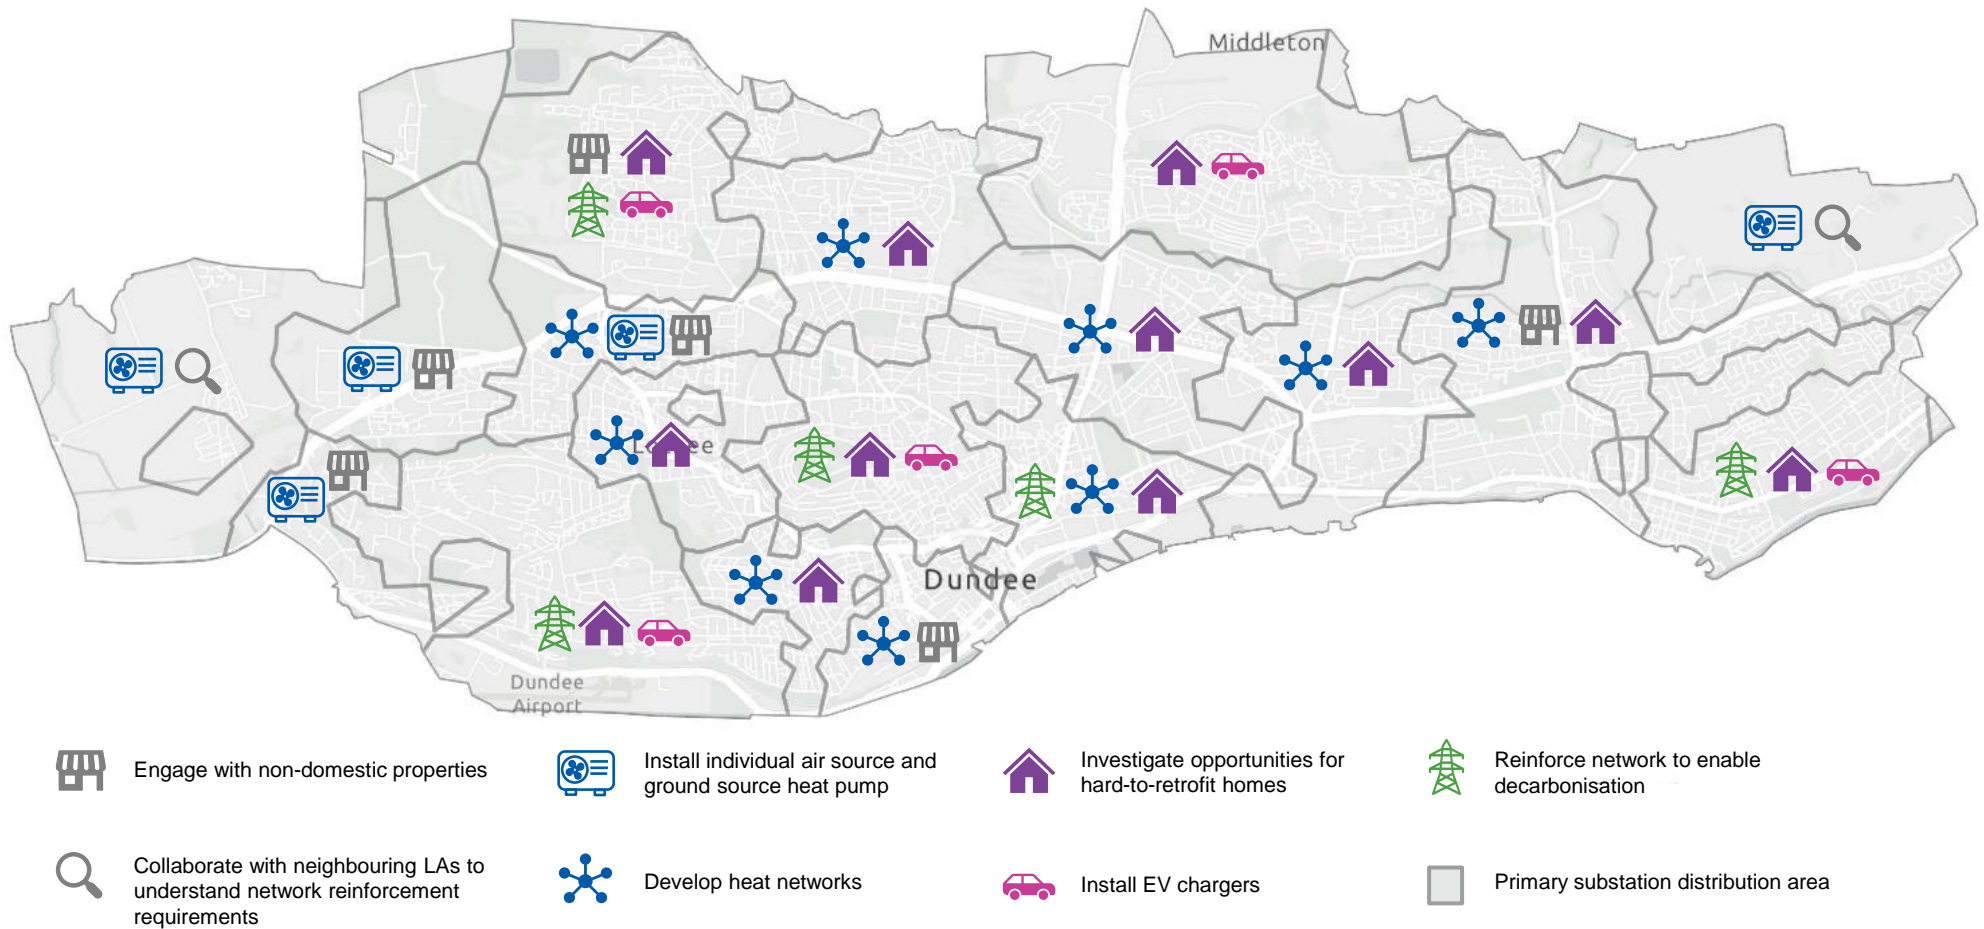 Middleton
Dundee
Dundee
Airport
Engage with non-domestic properties
Install individual air source and
ground source heat pump
Investigate opportunities for
hard-to-retrofit homes
Reinforce network to enable
decarbonisation
Collaborate with neighbouring LAs to
understand network reinforcement
requirements
Develop heat networks
Install EV chargers
Primary substation distribution area